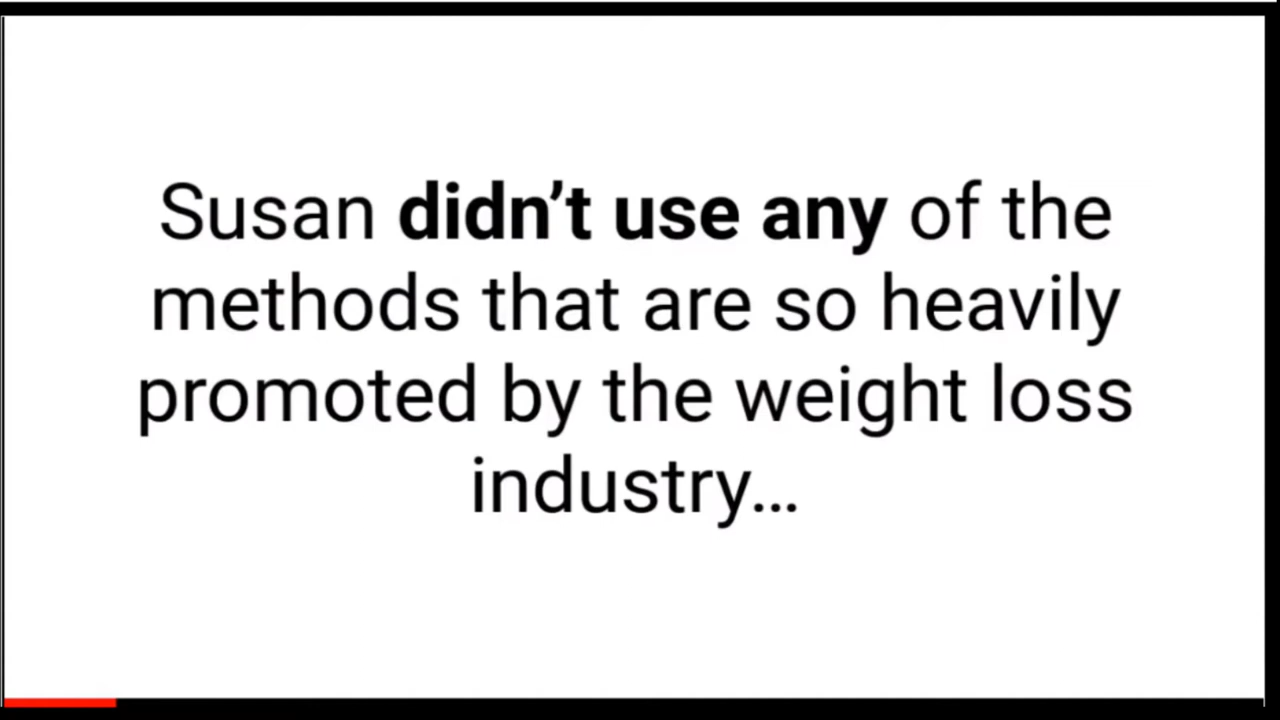 Susan didn’t use any of the
methods that are so heavily
promoted by the weight loss
industry…